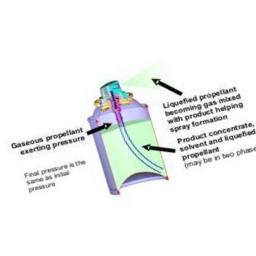 Liquefied propellant
becoming gas mixed
with product helping
spray formation
Gaseous propellant
exerting pressure
Final pressure is the
same as initial
pressure
Product concentrate,
solvent and liquefied
propellant
(may be in two phase